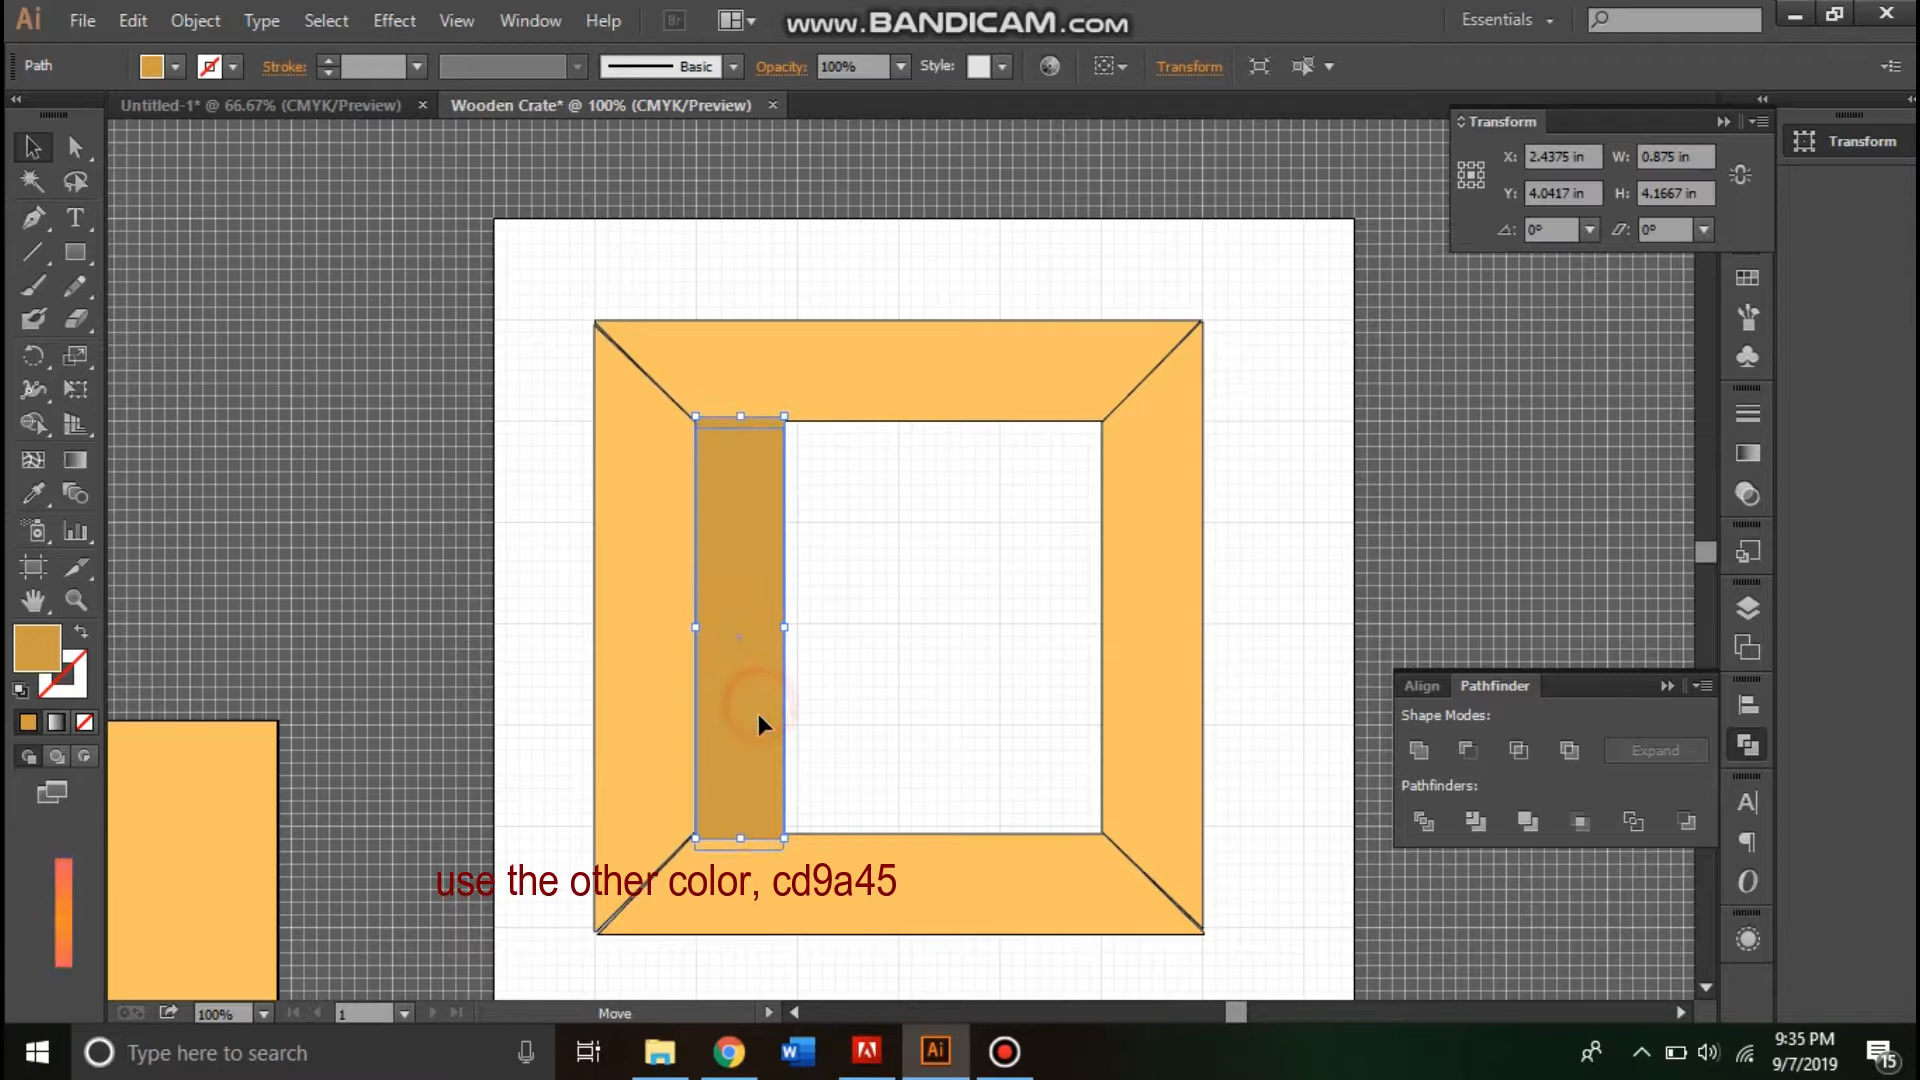 Ai File Edit Object Type Select Effect View Window Help Br www.BANDICAM.com Essentials
Path Stroke: Basic Opacity: 100% Style: Transform
Untitled-1* @ 66.67% (CMYK/Preview) × Wooden Crate* @ 100% (CMYK/Preview) ×
Transform
X: 2.4375 in W: 0.875 in
Y: 4.0417 in H: 4.1667 in
0° 0°
Transform
Align Pathfinder
Shape Modes:
Expand
Pathfinders:
use the other color, cd9a45
100% 1 Move
Type here to search
9:35 PM
9/7/2019
15